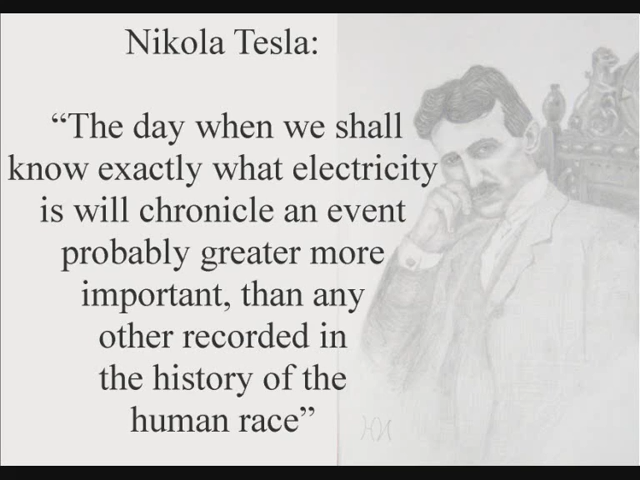 Nikola Tesla:
“The day when we shall
know exactly what electricity
is will chronicle an event
probably greater more
important, than any
other recorded in
the history of the
human race”